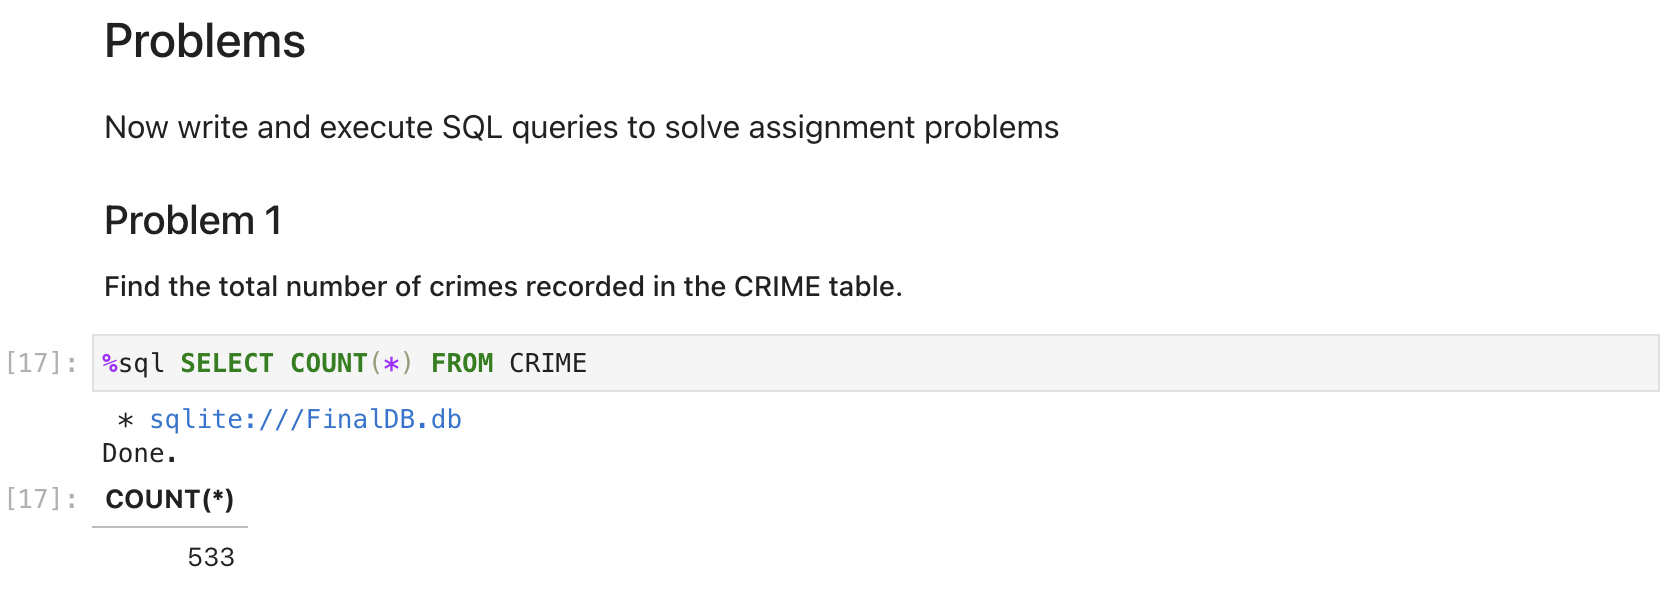 Problems
Now write and execute SQL queries to solve assignment problems
Problem 1
Find the total number of crimes recorded in the CRIME table.
[17]: %sql SELECT COUNT(*) FROM CRIME
* sqlite:///FinalDB.db
Done.
[17]: COUNT(*)
533